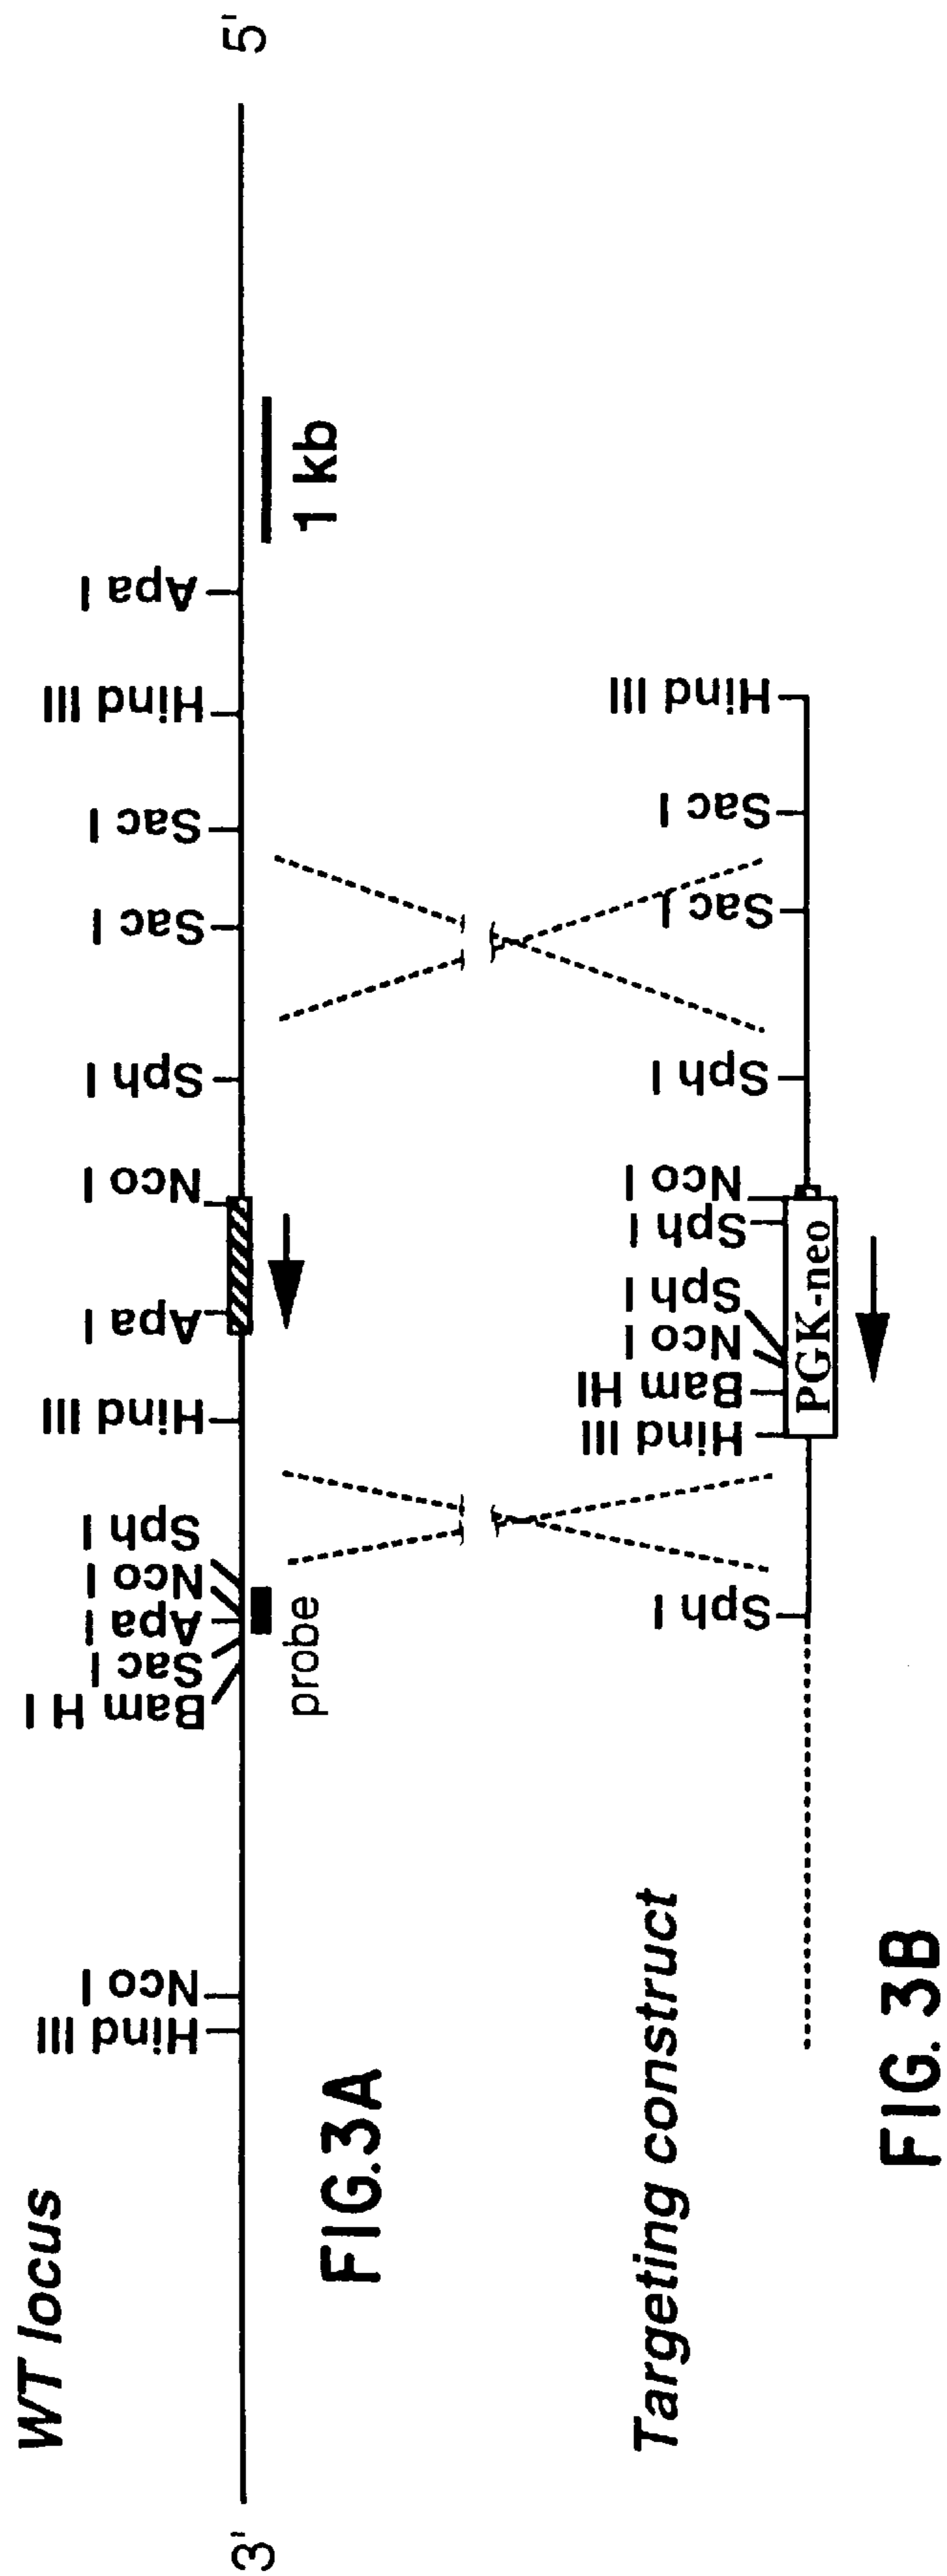 WT locus
3'
Hind III
Nco I
Bam H I
Sac I
Apa I
Nco I
Sph I
Hind III
Apa I
Nco I
Sph I
Sac I
Sac I
Hind III
Apa I
5'
probe
1 kb
FIG.3A
Targeting construct
Sph I
Hind III
Bam HI
Nco I
Sph I
Sph I
Nco I
Sph I
Sac I
Sac I
Hind III
PGK-neo
FIG. 3B